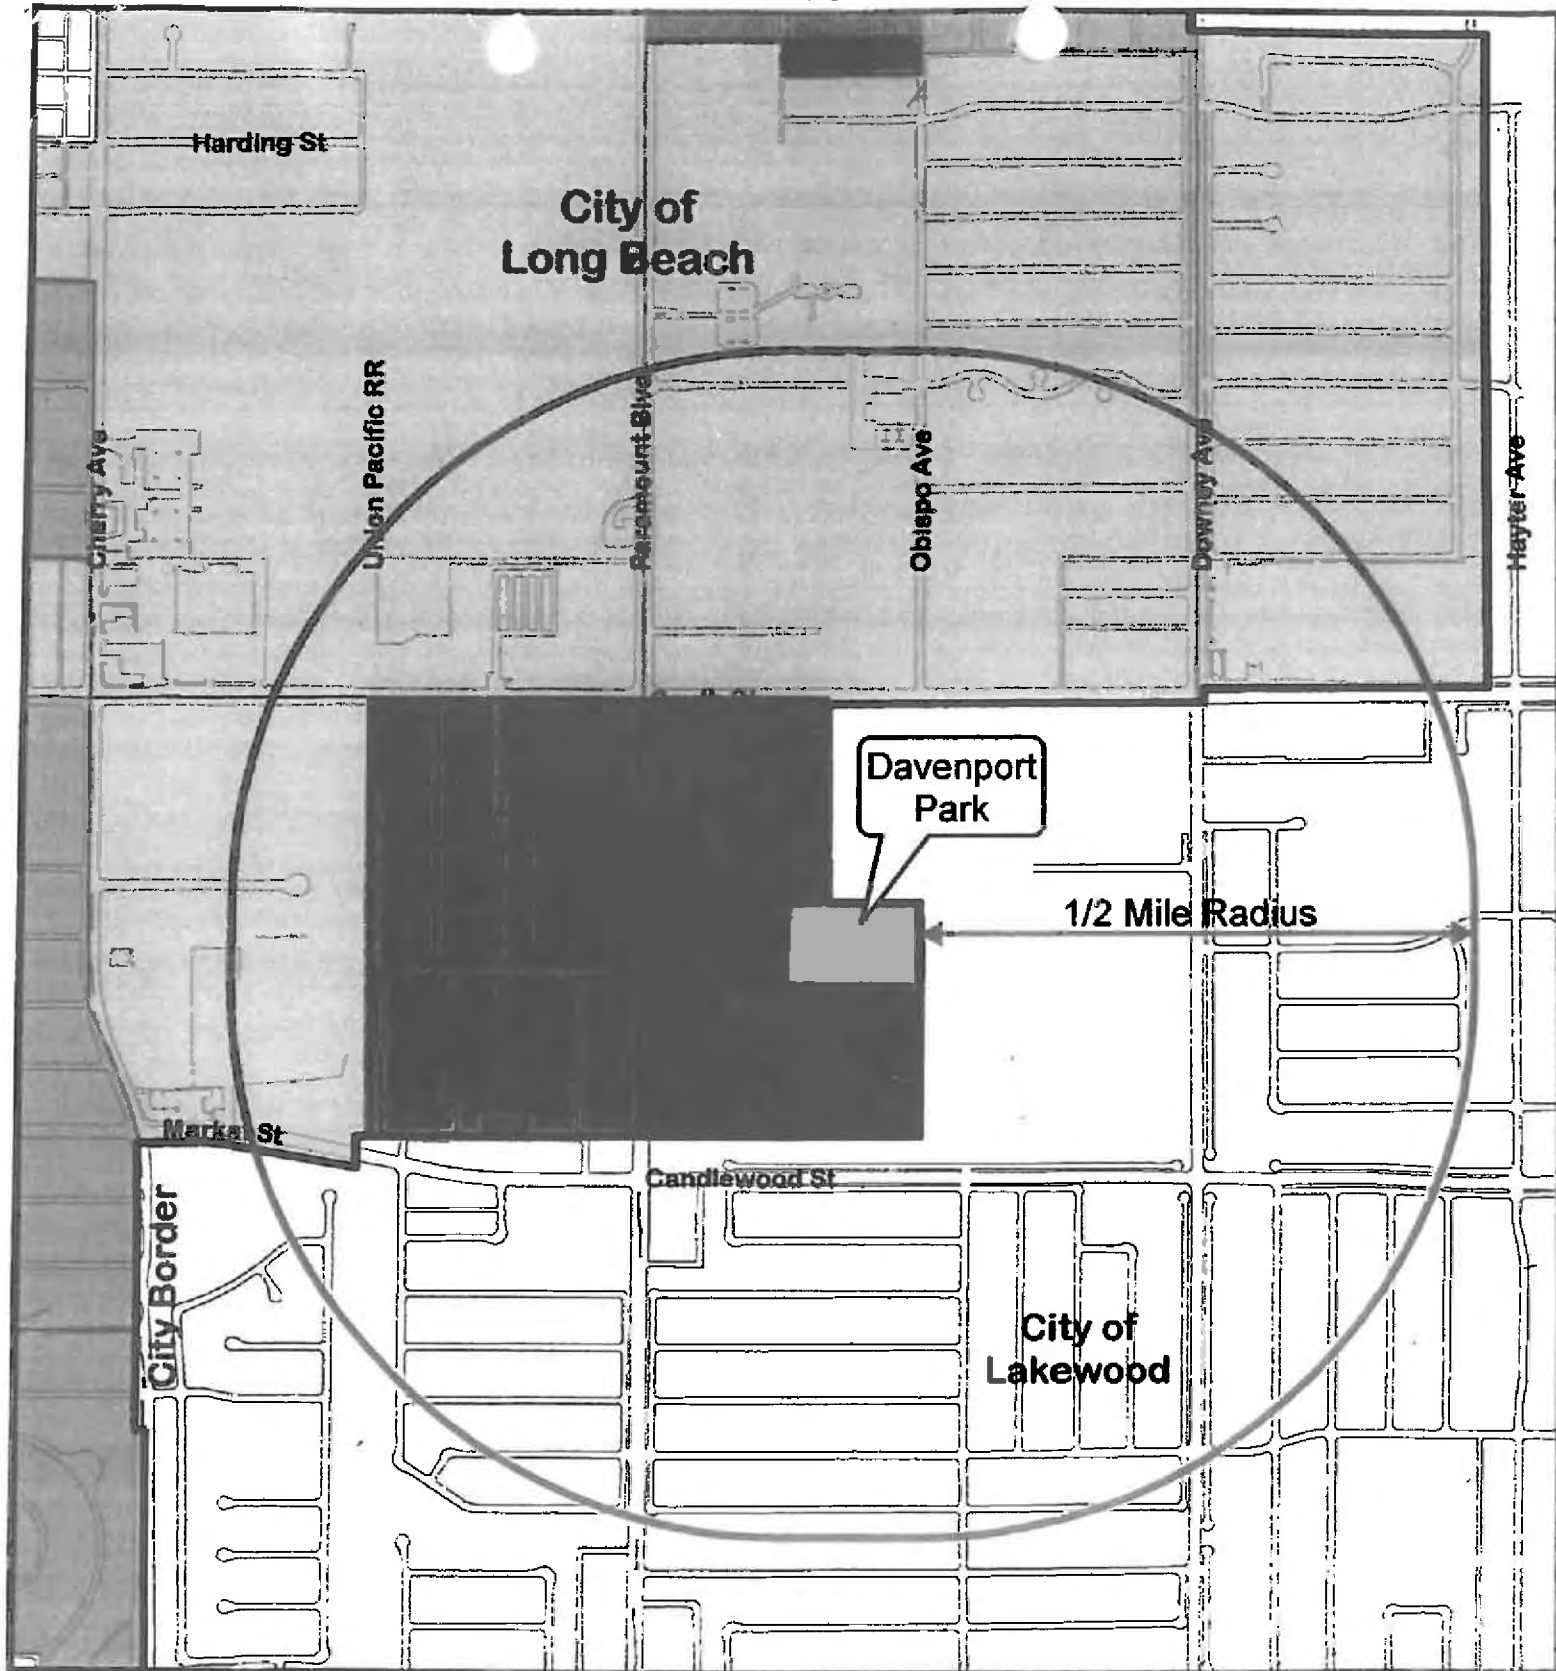 Harding St
City of
Long Beach
Cherry Ave
Union Pacific RR
Paramount Blvd
Obispo Ave
Downey Ave
Hayter Ave
Davenport
Park
1/2 Mile Radius
Market St
Candlewood St
City Border
City of
Lakewood